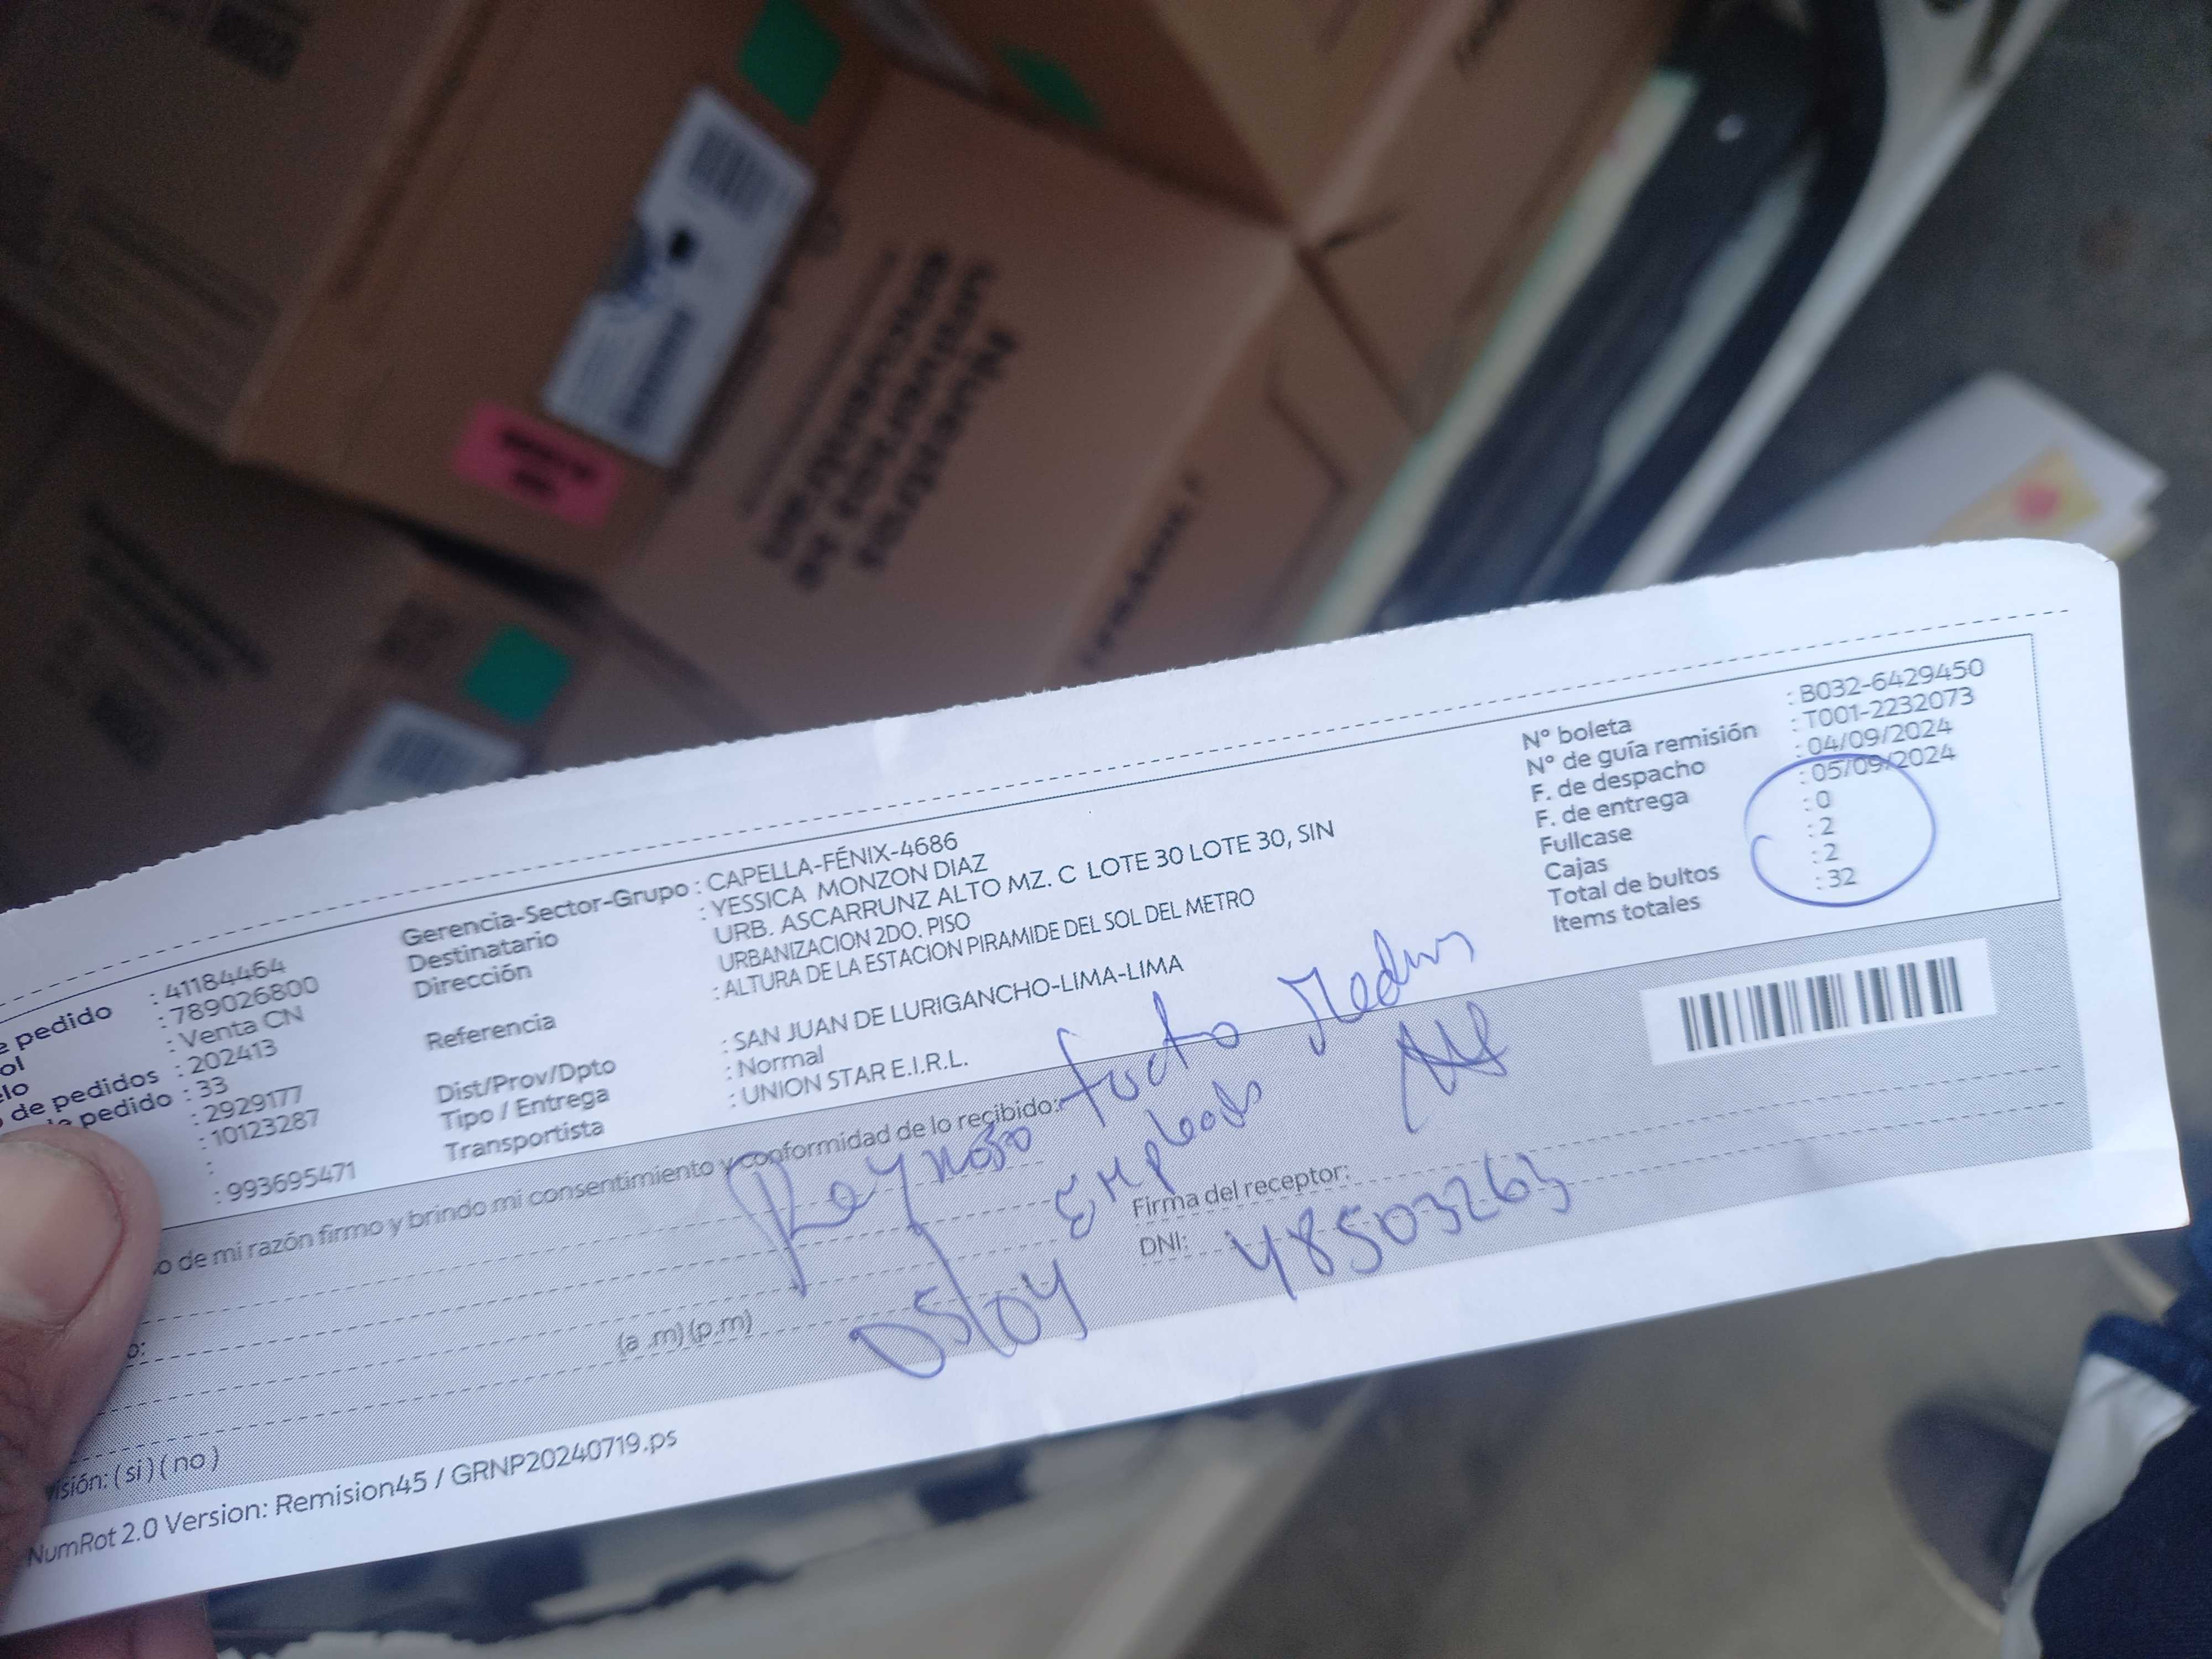 Nuestros
universos se
encuentran
pedido : 41184464
: 789026800
: Venta CN
de pedidos : 202413
pedido : 33
: 2929177
: 10123287
:
: 993695471
Gerencia-Sector-Grupo : CAPELLA-FÉNIX-4686
Destinatario : YESSICA MONZON DIAZ
Dirección URB. ASCARRUNZ ALTO MZ. C LOTE 30 LOTE 30, SIN
URBANIZACION 2DO. PISO
Referencia : ALTURA DE LA ESTACION PIRAMIDE DEL SOL DEL METRO
Dist/Prov/Dpto : SAN JUAN DE LURIGANCHO-LIMA-LIMA
Tipo / Entrega : Normal
Transportista : UNION STAR E.I.R.L.
N° boleta : B032-6429450
N° de guía remisión : T001-2232073
F. de despacho : 04/09/2024
F. de entrega : 05/09/2024
Fullcase : 0
Cajas : 2
Total de bultos : 2
Items totales : 32
de mi razón firmo y brindo mi consentimiento y conformidad de lo recibido:
Reynoso
Empleado
Firma del receptor:
DNI: 48503263
(a .m) (p.m)
( si ) ( no )
NumRot 2.0 Version: Remision45 / GRNP20240719.ps